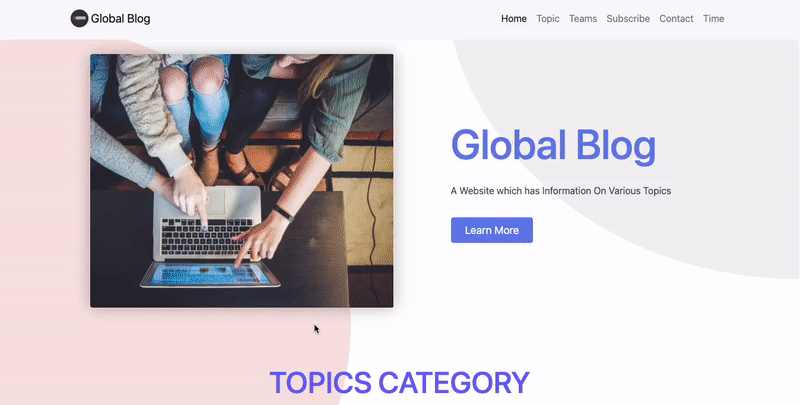 Global Blog
Home Topic Teams Subscribe Contact Time
Global Blog
A Website which has Information On Various Topics
Learn More
TOPICS CATEGORY